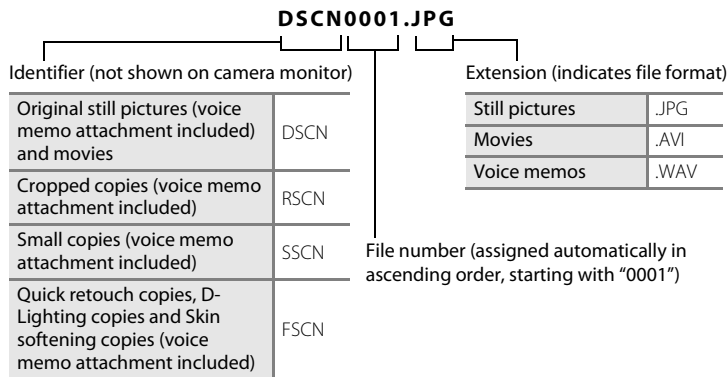 DSCN0001.JPG
Identifier (not shown on camera monitor)
Original still pictures (voice
memo attachment included)
and movies
DSCN
Cropped copies (voice memo
attachment included)
RSCN
Small copies (voice memo
attachment included)
SSCN
Quick retouch copies, D-
Lighting copies and Skin
softening copies (voice
memo attachment included)
FSCN
Extension (indicates file format)
Still pictures .JPG
Movies .AVI
Voice memos .WAV
File number (assigned automatically in
ascending order, starting with “0001”)